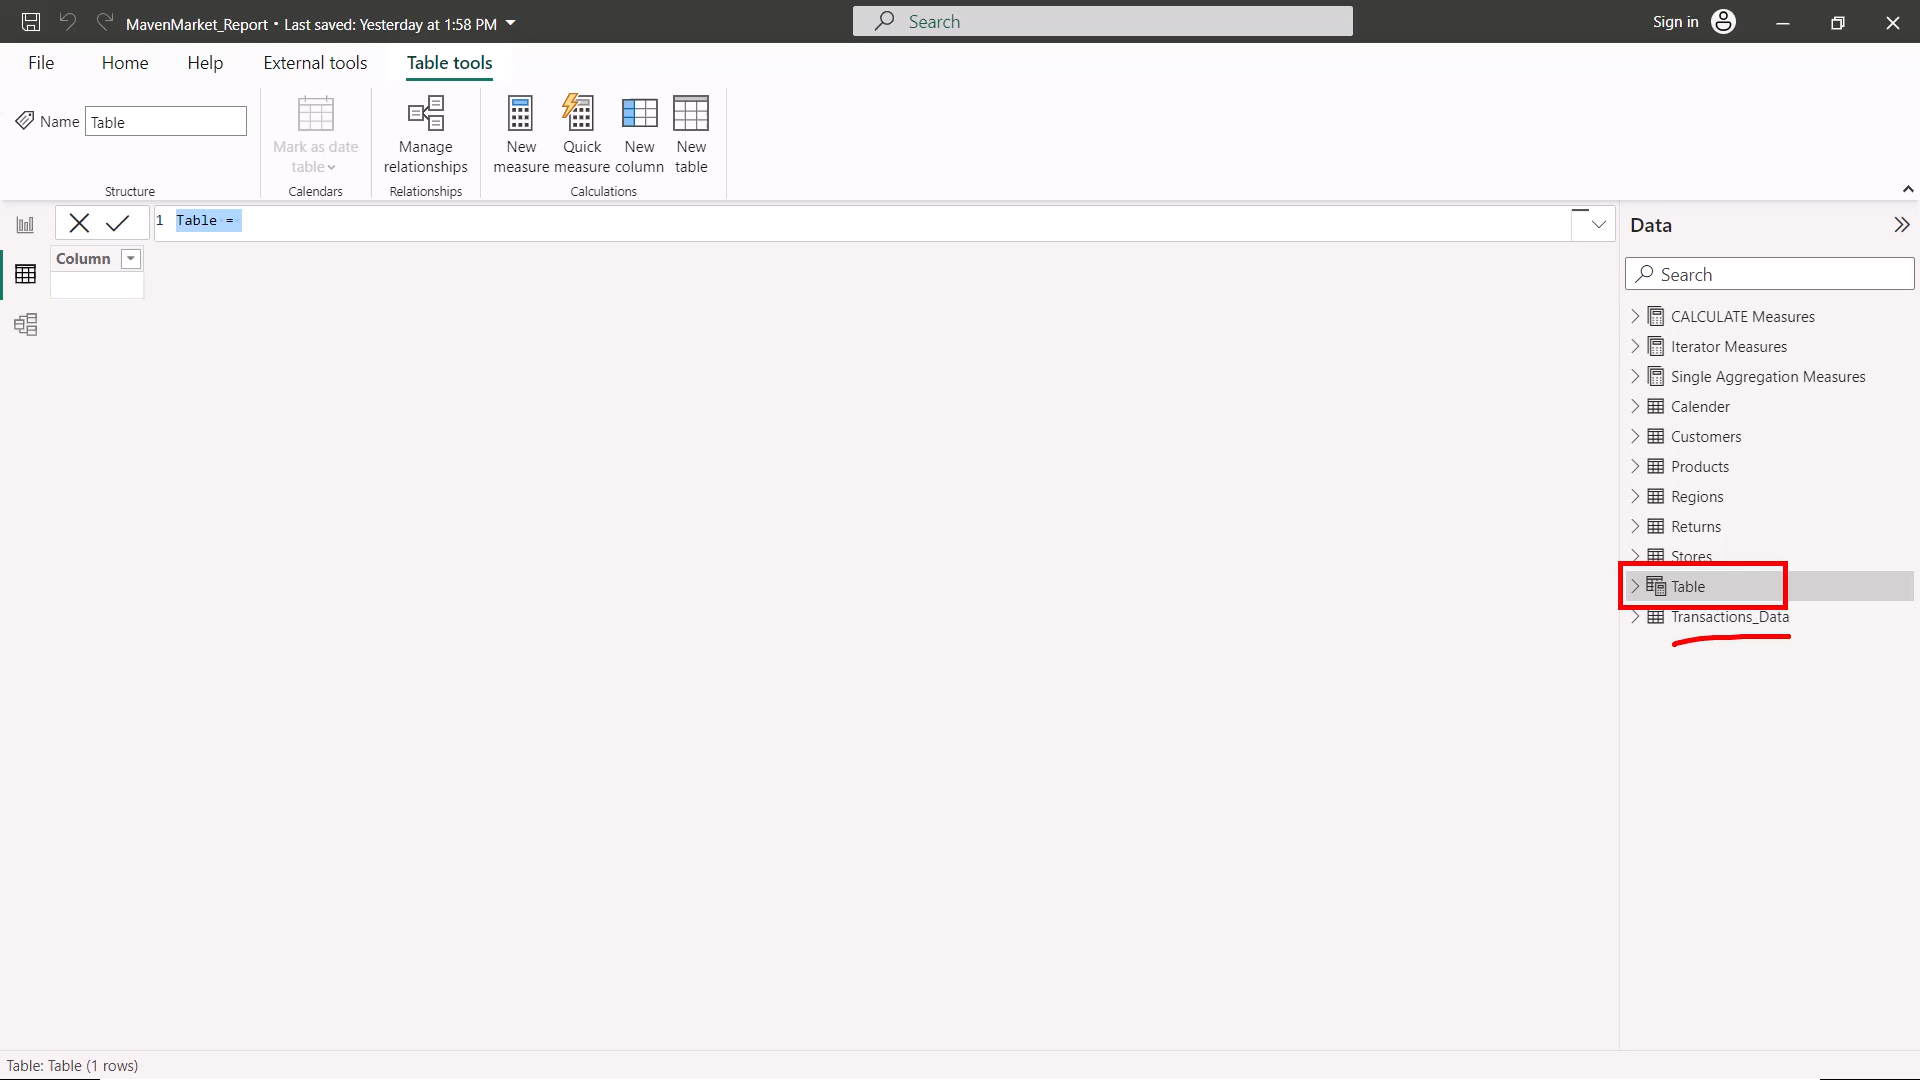 MavenMarket_Report • Last saved: Yesterday at 1:58 PM
Search
Sign in
File
Home
Help
External tools
Table tools
Name
Table
Structure
Mark as date
table
Calendars
Manage
relationships
Relationships
New
measure
Quick
measure
New
column
New
table
Calculations
1 Table =
Column
Data
Search
CALCULATE Measures
Iterator Measures
Single Aggregation Measures
Calender
Customers
Products
Regions
Returns
Stores
Table
Transactions_Data
Table: Table (1 rows)